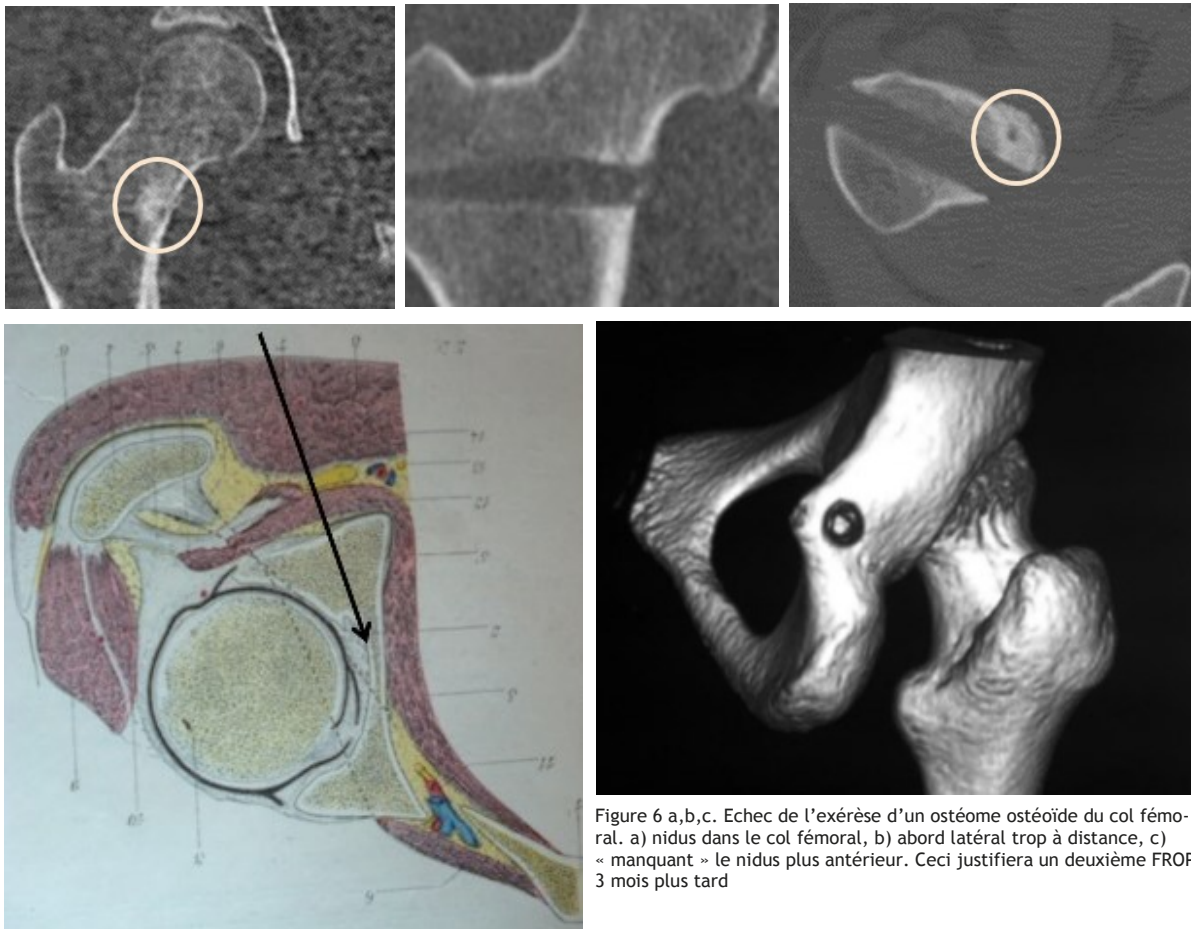 Figure 6 a,b,c. Echec de l’exérèse d’un ostéome ostéoïde du col fémo-
ral. a) nidus dans le col fémoral, b) abord latéral trop à distance, c)
« manquant » le nidus plus antérieur. Ceci justifiera un deuxième FROP
3 mois plus tard